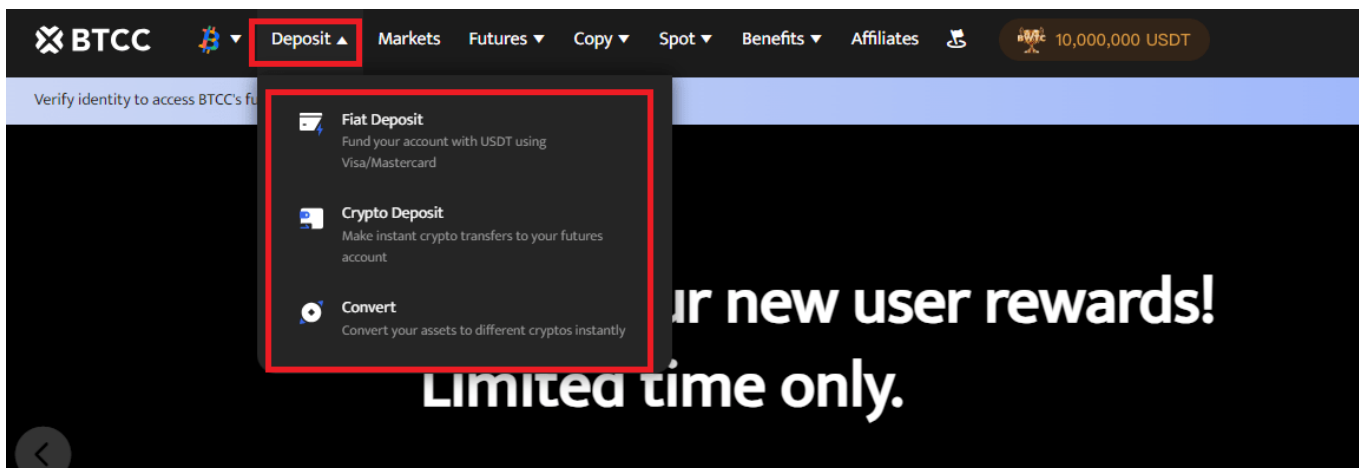 BTCC Deposit Markets Futures Copy Spot Benefits Affiliates 10,000,000 USDT
Verify identity to access BTCC's fu
Fiat Deposit
Fund your account with USDT using
Visa/Mastercard
Crypto Deposit
Make instant crypto transfers to your futures
account
Convert
Convert your assets to different cryptos instantly
ur new user rewards!
Limited time only.